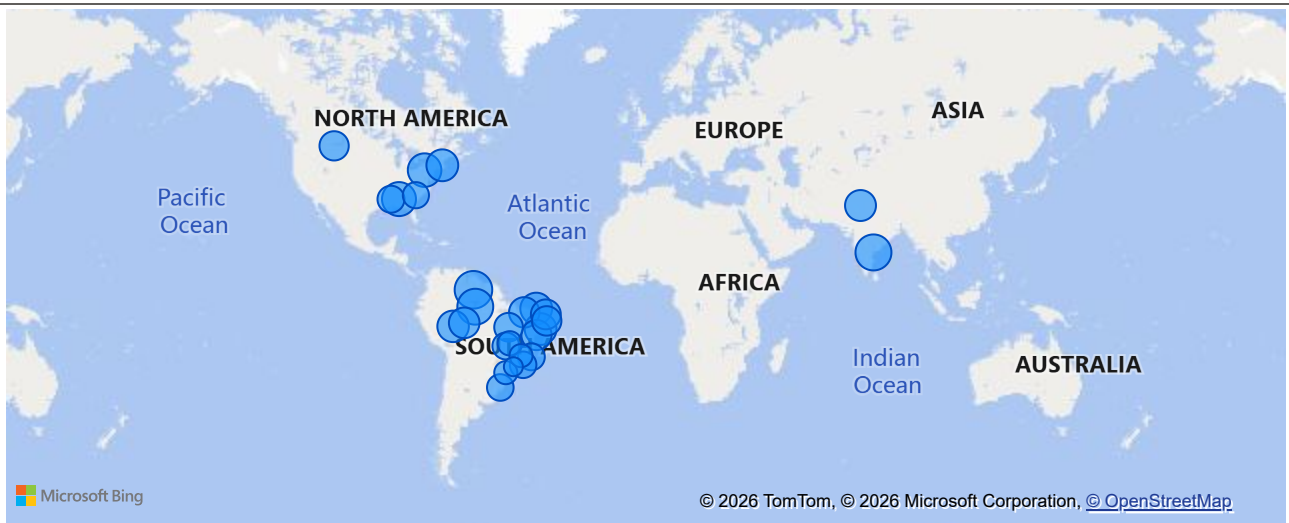 NORTH AMERICA
EUROPE
ASIA
Pacific
Ocean
Atlantic
Ocean
AFRICA
SOU AMERICA
Indian
Ocean
AUSTRALIA
Microsoft Bing
© 2026 TomTom, © 2026 Microsoft Corporation, © OpenStreetMap